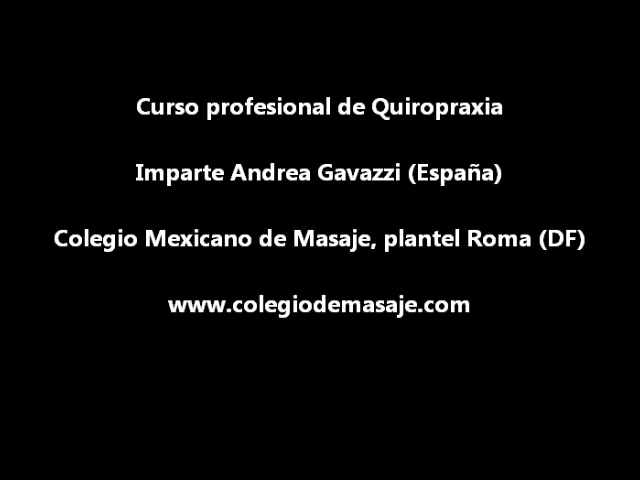 Curso profesional de Quiropraxia
Imparte Andrea Gavazzi (España)
Colegio Mexicano de Masaje, plantel Roma (DF)
www.colegiodemasaje.com